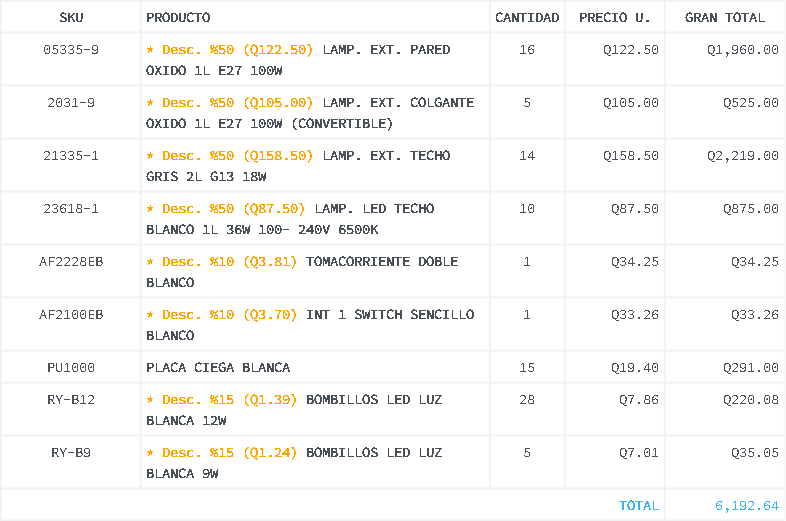 SKU PRODUCTO CANTIDAD PRECIO U. GRAN TOTAL
05335-9 ★ Desc. %50 (Q122.50) LAMP. EXT. PARED 16 Q122.50 Q1,960.00
OXIDO 1L E27 100W
2031-9 ★ Desc. %50 (Q105.00) LAMP. EXT. COLGANTE 5 Q105.00 Q525.00
OXIDO 1L E27 100W (CONVERTIBLE)
21335-1 ★ Desc. %50 (Q158.50) LAMP. EXT. TECHO 14 Q158.50 Q2,219.00
GRIS 2L G13 18W
23618-1 ★ Desc. %50 (Q87.50) LAMP. LED TECHO 10 Q87.50 Q875.00
BLANCO 1L 36W 100- 240V 6500K
AF2228EB ★ Desc. %10 (Q3.81) TOMACORRIENTE DOBLE 1 Q34.25 Q34.25
BLANCO
AF2100EB ★ Desc. %10 (Q3.70) INT 1 SWITCH SENCILLO 1 Q33.26 Q33.26
BLANCO
PU1000 PLACA CIEGA BLANCA 15 Q19.40 Q291.00
RY-B12 ★ Desc. %15 (Q1.39) BOMBILLOS LED LUZ 28 Q7.86 Q220.08
BLANCA 12W
RY-B9 ★ Desc. %15 (Q1.24) BOMBILLOS LED LUZ 5 Q7.01 Q35.05
BLANCA 9W
TOTAL 6,192.64